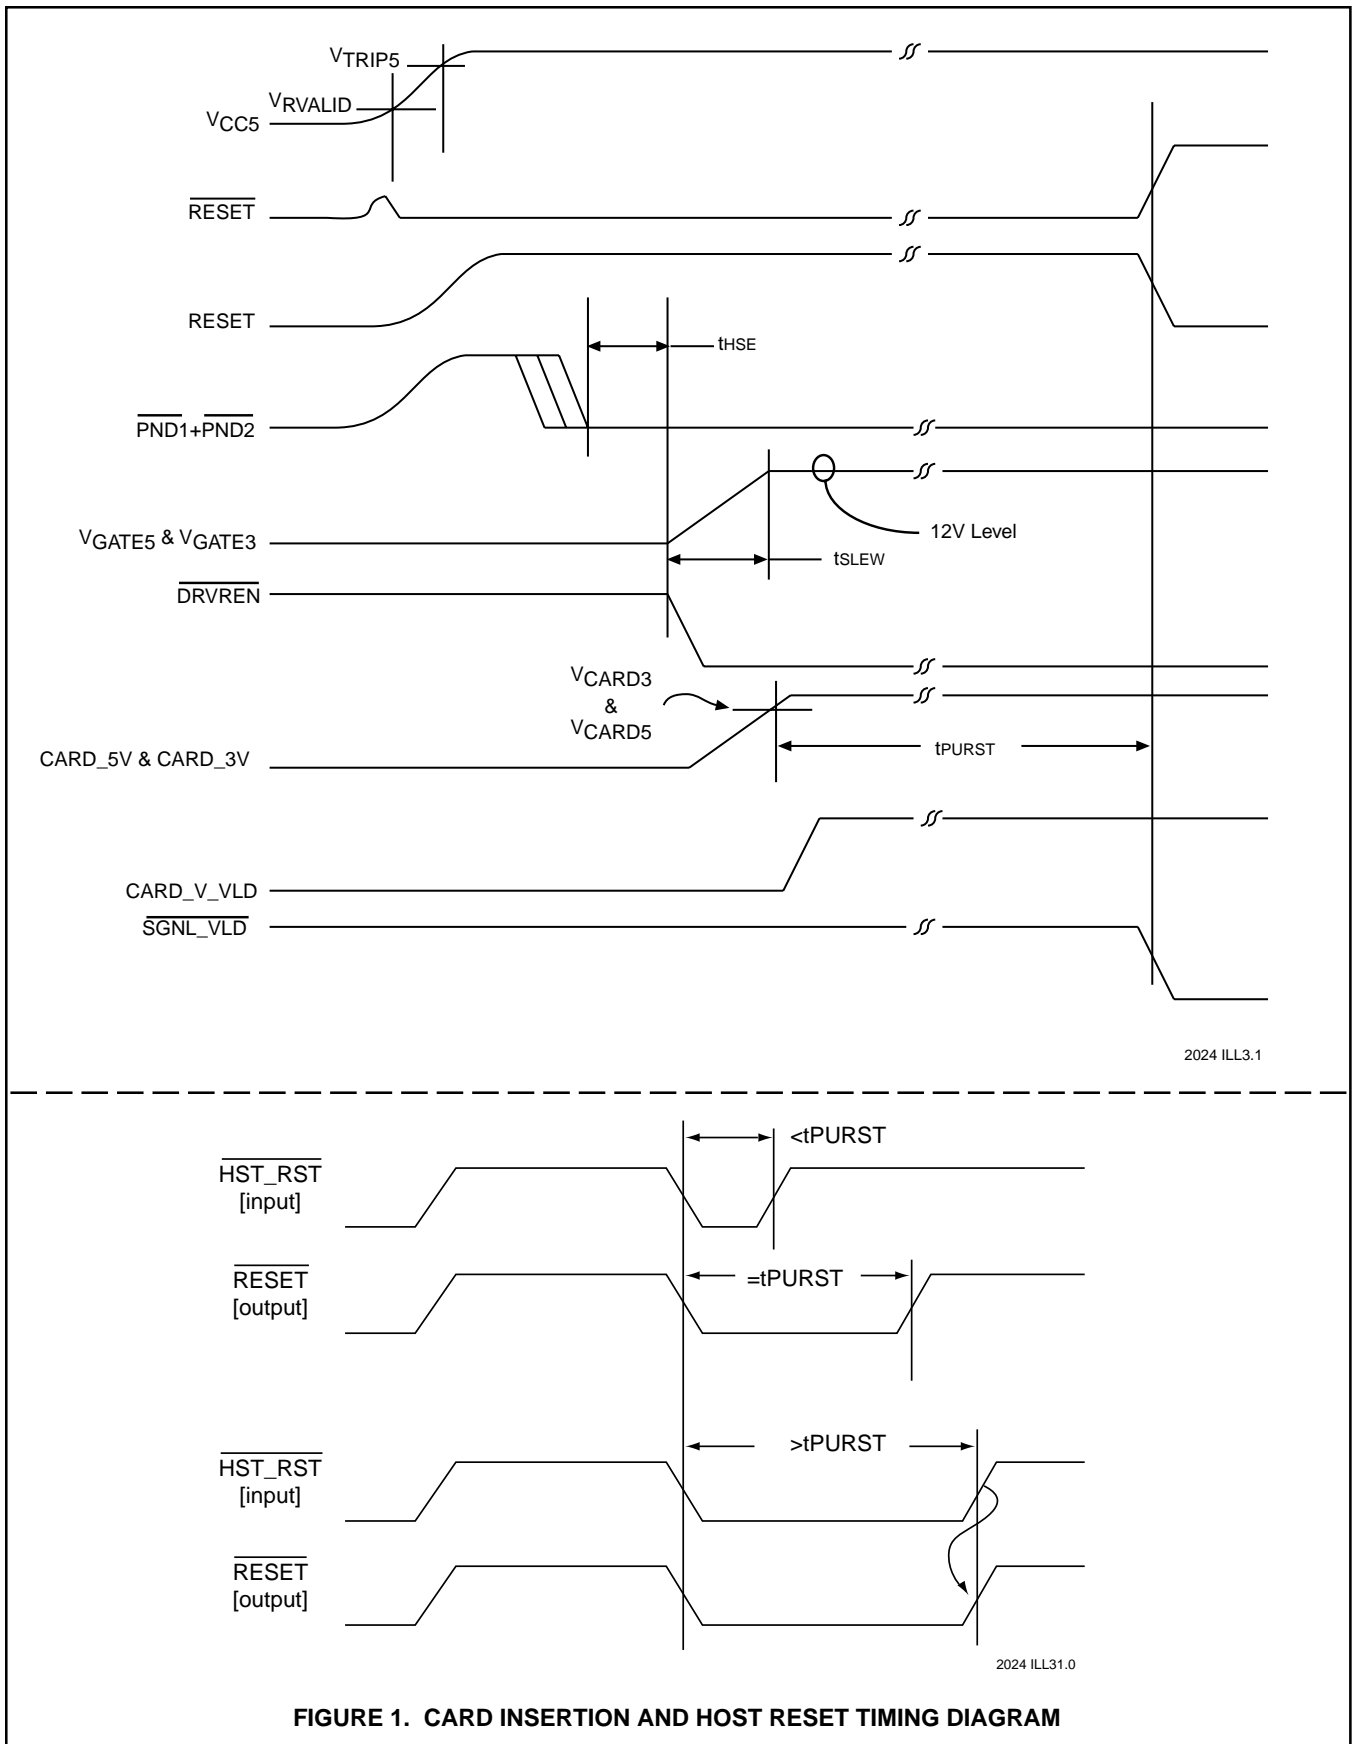 VTRIP5
VRVALID
VCC5
RESET
RESET
tHSE
PND1+PND2
12V Level
VGATE5 & VGATE3
tSLEW
DRVREN
VCARD3
&
VCARD5
tPURST
CARD_5V & CARD_3V
CARD_V_VLD
SGNL_VLD
2024 ILL3.1
<tPURST
HST_RST
[input]
RESET
[output]
=tPURST
>tPURST
HST_RST
[input]
RESET
[output]
2024 ILL31.0
FIGURE 1. CARD INSERTION AND HOST RESET TIMING DIAGRAM